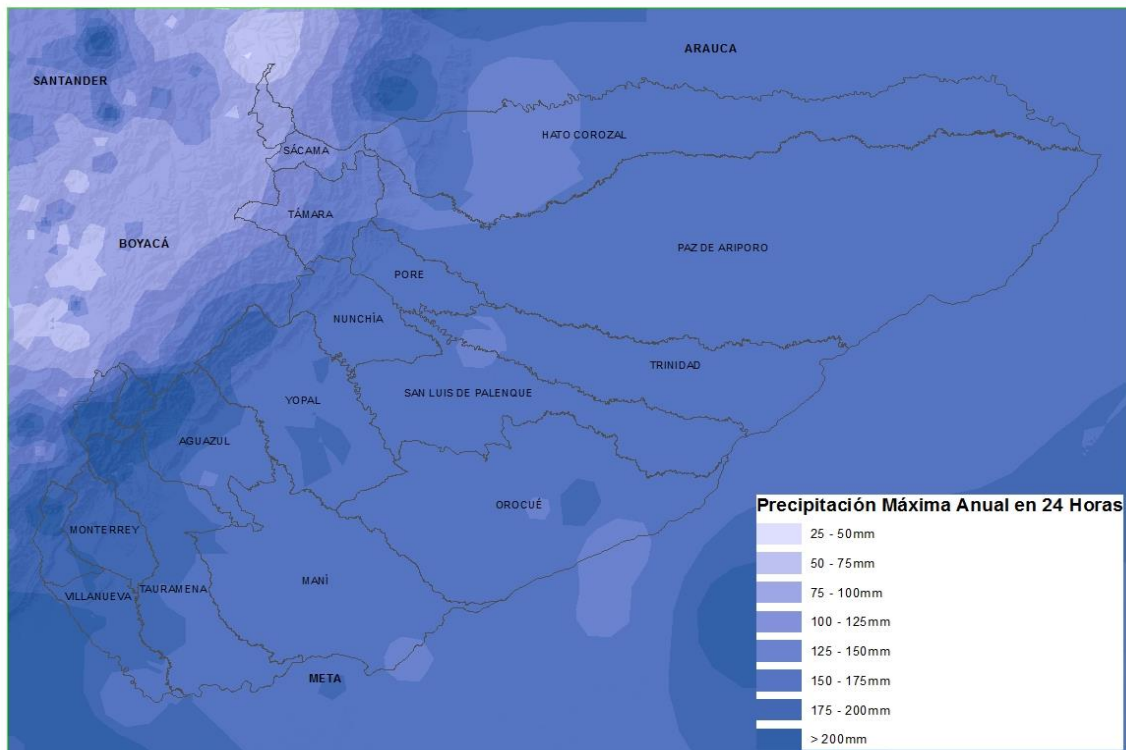 ARAUCA
SANTANDER
HATO COROZAL
SÁCAMA
TÁMARA
BOYACÁ
PAZ DE ARIPORO
PORE
NUNCHÌA
TRINIDAD
SAN LUIS DE PALENQUE
YOPAL
AGUAZUL
OROCUÉ
MONTERREY
MANÌ
TAURAMENA
VILLANUEVA
META
Precipitación Máxima Anual en 24 Horas
25 - 50mm
50 - 75mm
75 - 100mm
100 - 125mm
125 - 150mm
150 - 175mm
175 - 200mm
> 200mm